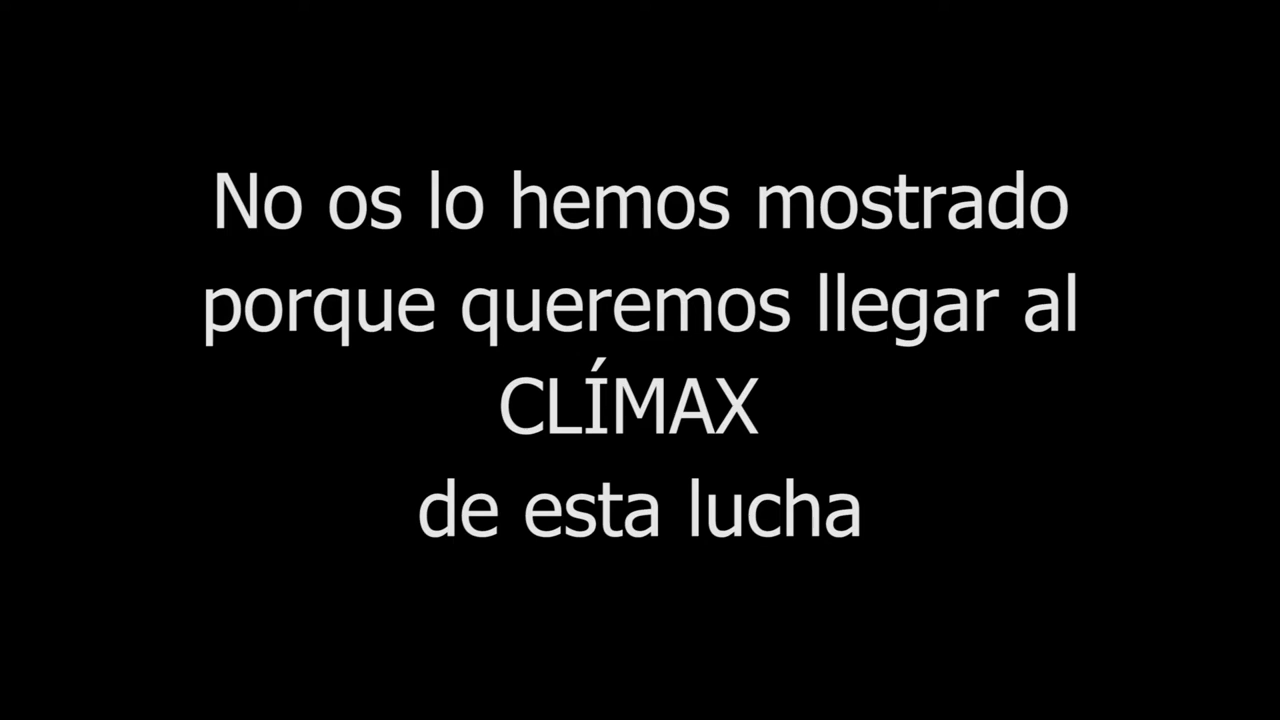 No os lo hemos mostrado
porque queremos llegar al
CLÍMAX
de esta lucha